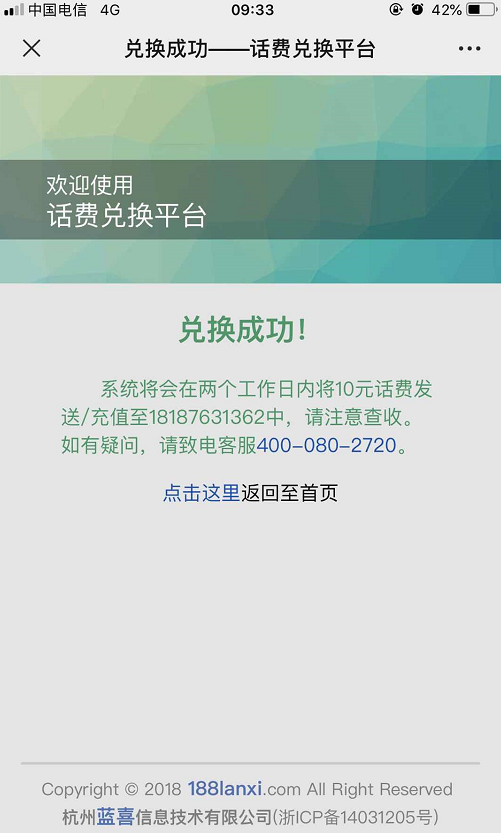 中国电信 4G 09:33 42%
兑换成功——话费兑换平台
欢迎使用
话费兑换平台
兑换成功！
系统将会在两个工作日内将10元话费发
送/充值至18187631362中，请注意查收。
如有疑问，请致电客服400-080-2720。
点击这里返回至首页
Copyright © 2018 188lanxi.com All Right Reserved
杭州蓝喜信息技术有限公司(浙ICP备14031205号)